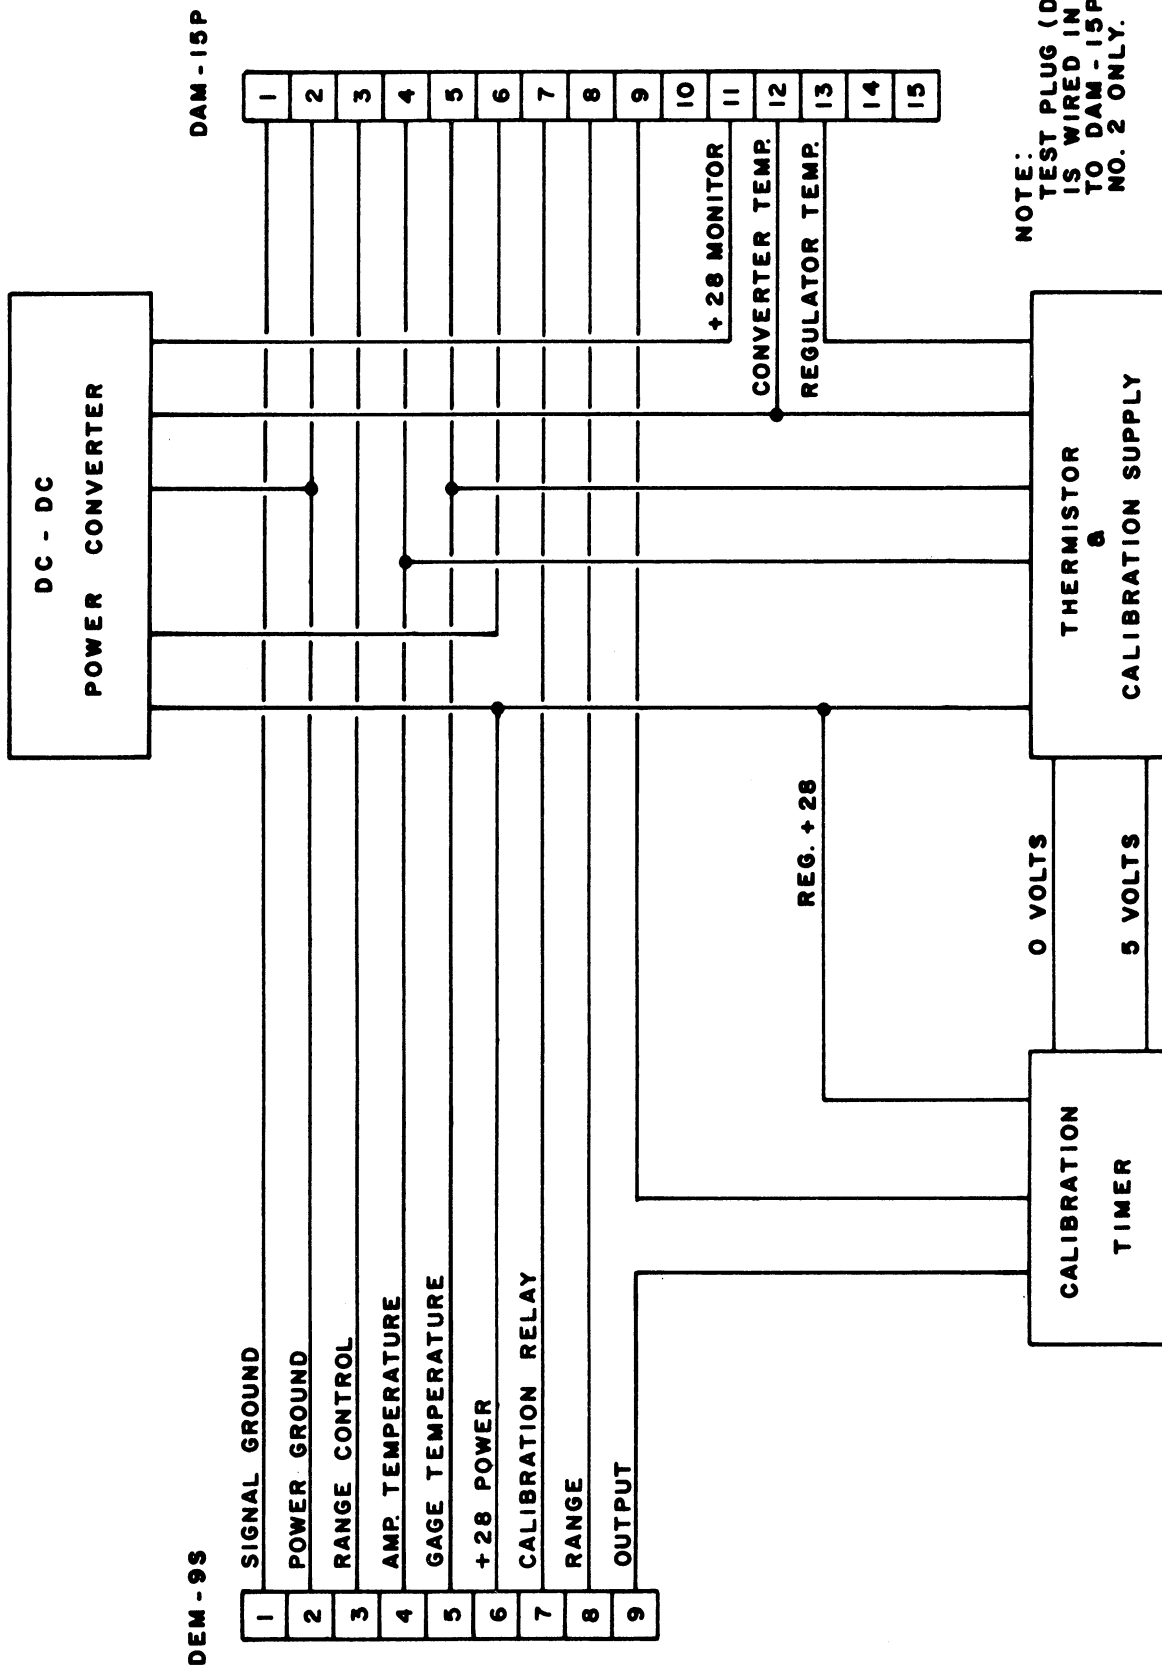 DEM-9S
1
2
3
4
5
6
7
8
9
SIGNAL GROUND
POWER GROUND
RANGE CONTROL
AMP. TEMPERATURE
GAGE TEMPERATURE
+28 POWER
CALIBRATION RELAY
RANGE
OUTPUT
DC - DC
POWER CONVERTER
DAM-15P
1
2
3
4
5
6
7
8
9
10
11
12
13
14
15
+28 MONITOR
CONVERTER TEMP.
REGULATOR TEMP.
REG. +28
CALIBRATION
TIMER
0 VOLTS
5 VOLTS
THERMISTOR
&
CALIBRATION SUPPLY
NOTE:
TEST PLUG (D
IS WIRED IN
TO DAM-15P
NO. 2 ONLY.